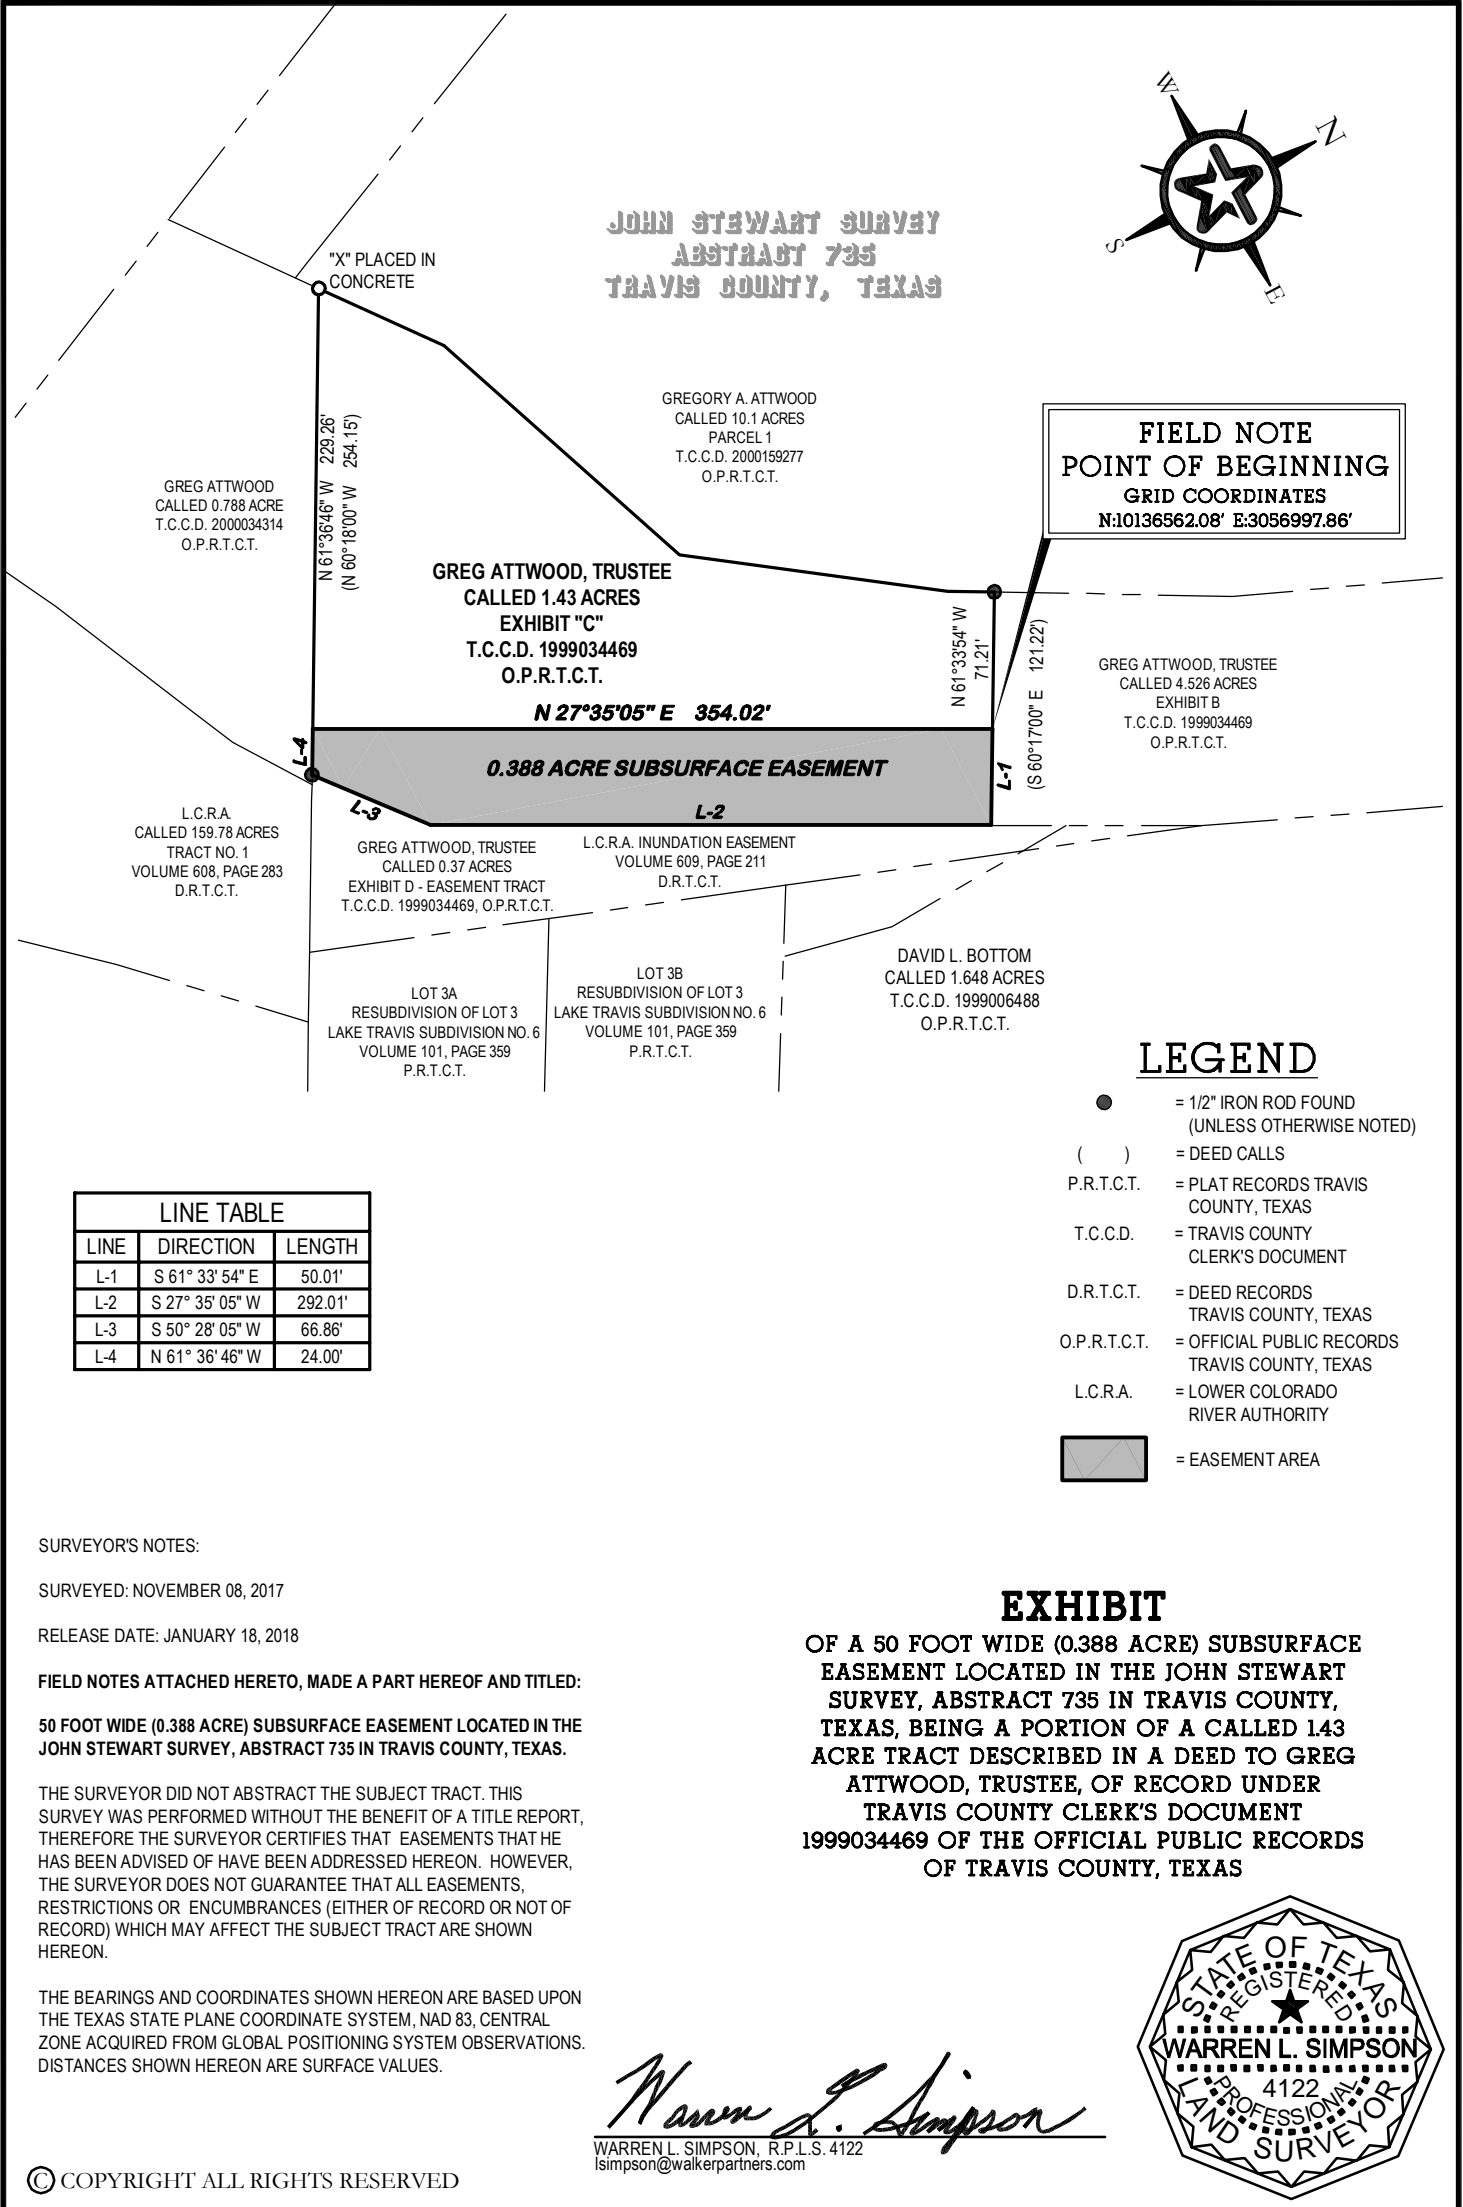 W
N
S
E
JOHN STEWART SURVEY
ABSTRACT 735
TRAVIS COUNTY, TEXAS
"X" PLACED IN
CONCRETE
GREGORY A. ATTWOOD
CALLED 10.1 ACRES
PARCEL 1
T.C.C.D. 2000159277
O.P.R.T.C.T.
FIELD NOTE
POINT OF BEGINNING
GRID COORDINATES
N:10136562.08' E:3056997.86'
GREG ATTWOOD
CALLED 0.788 ACRE
T.C.C.D. 2000034314
O.P.R.T.C.T.
N 61°36'46" W 229.26'
(N 60°18'00" W 254.15')
GREG ATTWOOD, TRUSTEE
CALLED 1.43 ACRES
EXHIBIT "C"
T.C.C.D. 1999034469
O.P.R.T.C.T.
N 61°33'54" W
71.21'
(S 60°17'00" E 121.22')
GREG ATTWOOD, TRUSTEE
CALLED 4.526 ACRES
EXHIBIT B
T.C.C.D. 1999034469
O.P.R.T.C.T.
N 27°35'05" E 354.02'
L-4
0.388 ACRE SUBSURFACE EASEMENT
L-1
L-3
L-2
L.C.R.A.
CALLED 159.78 ACRES
TRACT NO. 1
VOLUME 608, PAGE 283
D.R.T.C.T.
GREG ATTWOOD, TRUSTEE
CALLED 0.37 ACRES
EXHIBIT D - EASEMENT TRACT
T.C.C.D. 1999034469, O.P.R.T.C.T.
L.C.R.A. INUNDATION EASEMENT
VOLUME 609, PAGE 211
D.R.T.C.T.
LOT 3A
RESUBDIVISION OF LOT 3
LAKE TRAVIS SUBDIVISION NO. 6
VOLUME 101, PAGE 359
P.R.T.C.T.
LOT 3B
RESUBDIVISION OF LOT 3
LAKE TRAVIS SUBDIVISION NO. 6
VOLUME 101, PAGE 359
P.R.T.C.T.
DAVID L. BOTTOM
CALLED 1.648 ACRES
T.C.C.D. 1999006488
O.P.R.T.C.T.
LEGEND
= 1/2" IRON ROD FOUND
(UNLESS OTHERWISE NOTED)
( ) = DEED CALLS
P.R.T.C.T. = PLAT RECORDS TRAVIS
COUNTY, TEXAS
T.C.C.D. = TRAVIS COUNTY
CLERK'S DOCUMENT
D.R.T.C.T. = DEED RECORDS
TRAVIS COUNTY, TEXAS
O.P.R.T.C.T. = OFFICIAL PUBLIC RECORDS
TRAVIS COUNTY, TEXAS
L.C.R.A. = LOWER COLORADO
RIVER AUTHORITY
= EASEMENT AREA
LINE TABLE
LINE DIRECTION LENGTH
L-1 S 61° 33' 54" E 50.01'
L-2 S 27° 35' 05" W 292.01'
L-3 S 50° 28' 05" W 66.86'
L-4 N 61° 36' 46" W 24.00'
SURVEYOR'S NOTES:
SURVEYED: NOVEMBER 08, 2017
RELEASE DATE: JANUARY 18, 2018
FIELD NOTES ATTACHED HERETO, MADE A PART HEREOF AND TITLED:
50 FOOT WIDE (0.388 ACRE) SUBSURFACE EASEMENT LOCATED IN THE
JOHN STEWART SURVEY, ABSTRACT 735 IN TRAVIS COUNTY, TEXAS.
THE SURVEYOR DID NOT ABSTRACT THE SUBJECT TRACT. THIS
SURVEY WAS PERFORMED WITHOUT THE BENEFIT OF A TITLE REPORT,
THEREFORE THE SURVEYOR CERTIFIES THAT EASEMENTS THAT HE
HAS BEEN ADVISED OF HAVE BEEN ADDRESSED HEREON. HOWEVER,
THE SURVEYOR DOES NOT GUARANTEE THAT ALL EASEMENTS,
RESTRICTIONS OR ENCUMBRANCES (EITHER OF RECORD OR NOT OF
RECORD) WHICH MAY AFFECT THE SUBJECT TRACT ARE SHOWN
HEREON.
THE BEARINGS AND COORDINATES SHOWN HEREON ARE BASED UPON
THE TEXAS STATE PLANE COORDINATE SYSTEM, NAD 83, CENTRAL
ZONE ACQUIRED FROM GLOBAL POSITIONING SYSTEM OBSERVATIONS.
DISTANCES SHOWN HEREON ARE SURFACE VALUES.
EXHIBIT
OF A 50 FOOT WIDE (0.388 ACRE) SUBSURFACE
EASEMENT LOCATED IN THE JOHN STEWART
SURVEY, ABSTRACT 735 IN TRAVIS COUNTY,
TEXAS, BEING A PORTION OF A CALLED 1.43
ACRE TRACT DESCRIBED IN A DEED TO GREG
ATTWOOD, TRUSTEE, OF RECORD UNDER
TRAVIS COUNTY CLERK'S DOCUMENT
1999034469 OF THE OFFICIAL PUBLIC RECORDS
OF TRAVIS COUNTY, TEXAS
STATE OF TEXAS
REGISTERED
WARREN L. SIMPSON
4122
PROFESSIONAL
LAND SURVEYOR
Warren L. Simpson
WARREN L. SIMPSON, R.P.L.S. 4122
lsimpson@walkerpartners.com
© COPYRIGHT ALL RIGHTS RESERVED